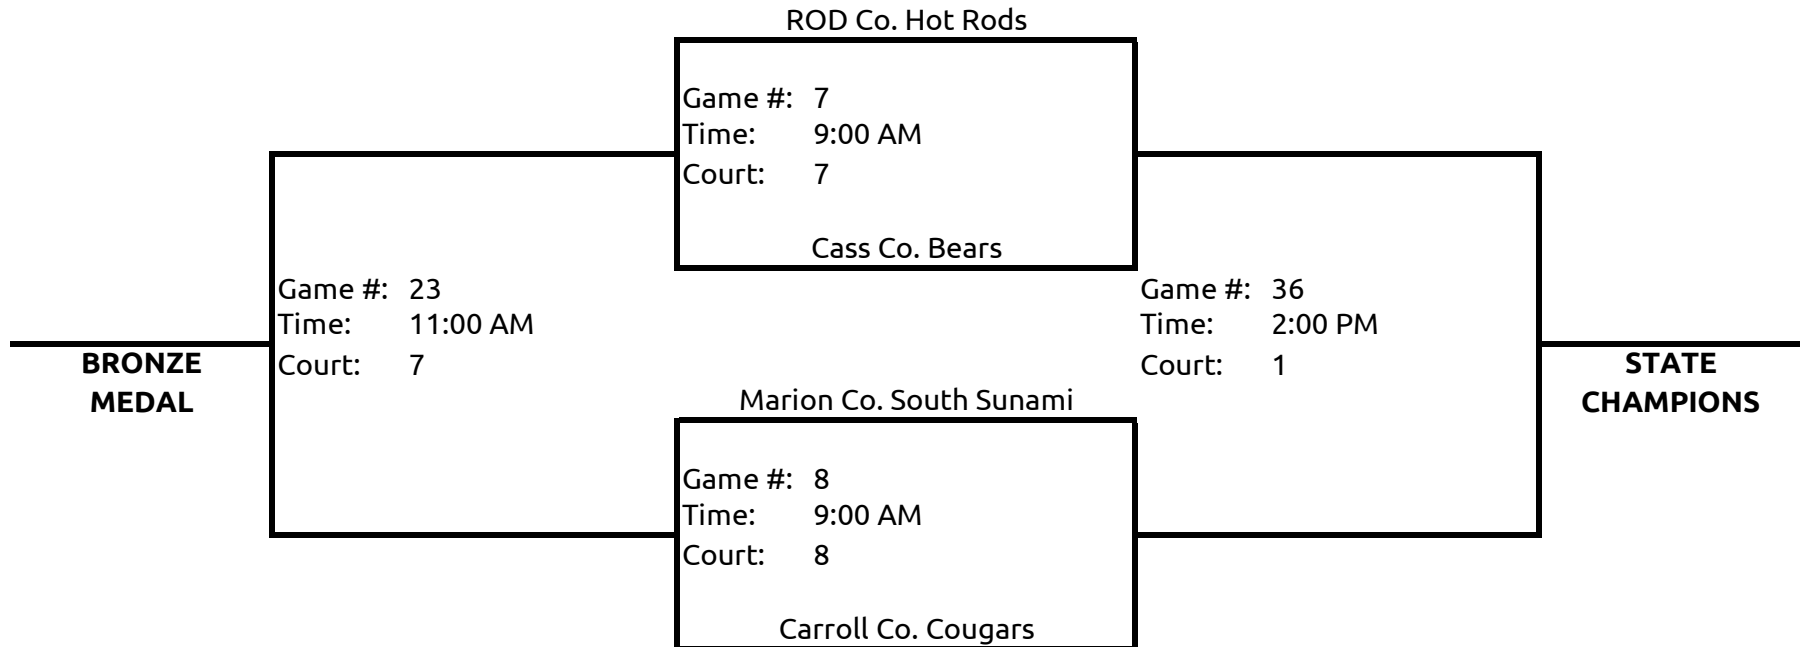 ROD Co. Hot Rods
Game #: 7
Time: 9:00 AM
Court: 7
Cass Co. Bears
Game #: 23
Time: 11:00 AM
Court: 7
BRONZE
MEDAL
Game #: 36
Time: 2:00 PM
Court: 1
STATE
CHAMPIONS
Marion Co. South Sunami
Game #: 8
Time: 9:00 AM
Court: 8
Carroll Co. Cougars